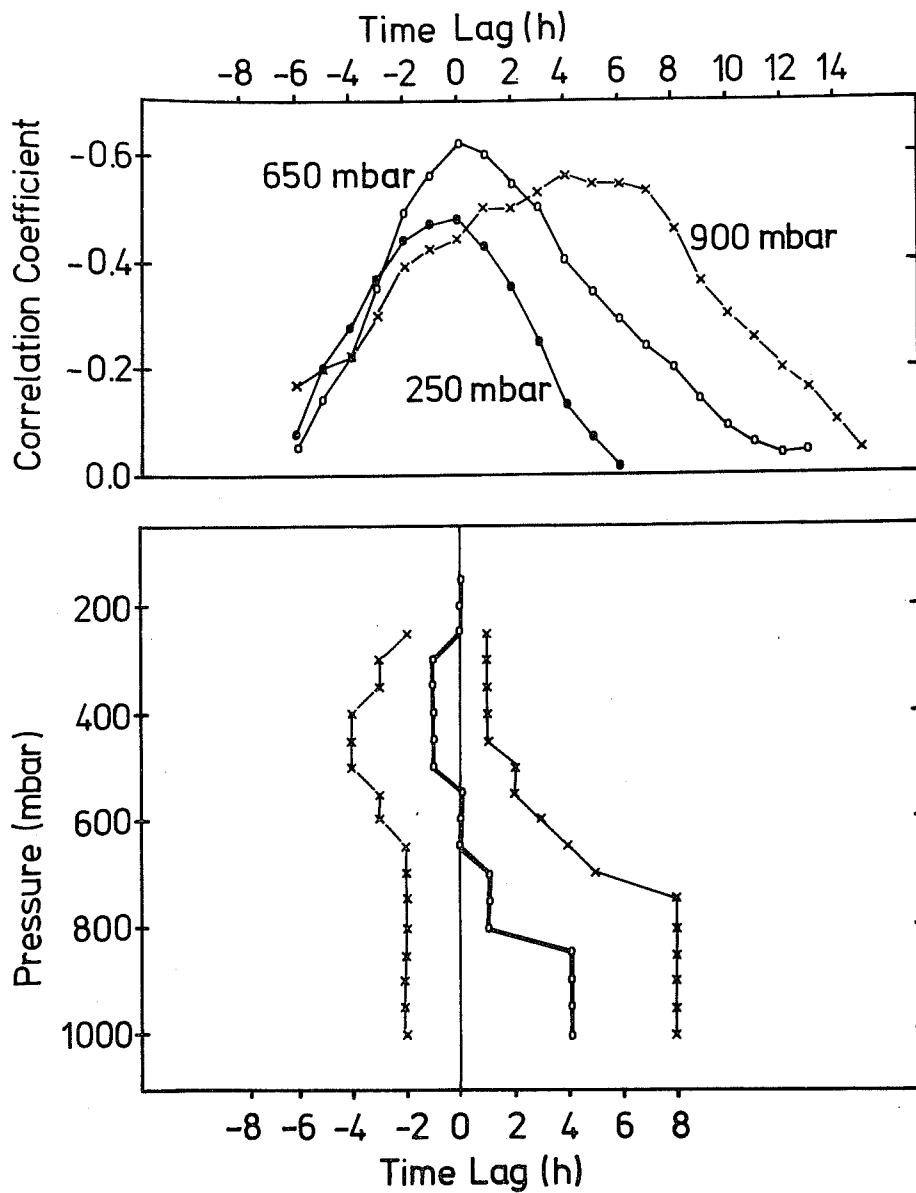 Time Lag (h)
-8 -6 -4 -2 0 2 4 6 8 10 12 14
Correlation Coefficient
-0.6
-0.4
-0.2
0.0
650 mbar
900 mbar
250 mbar
Pressure (mbar)
200
400
600
800
1000
-8 -6 -4 -2 0 2 4 6 8
Time Lag (h)